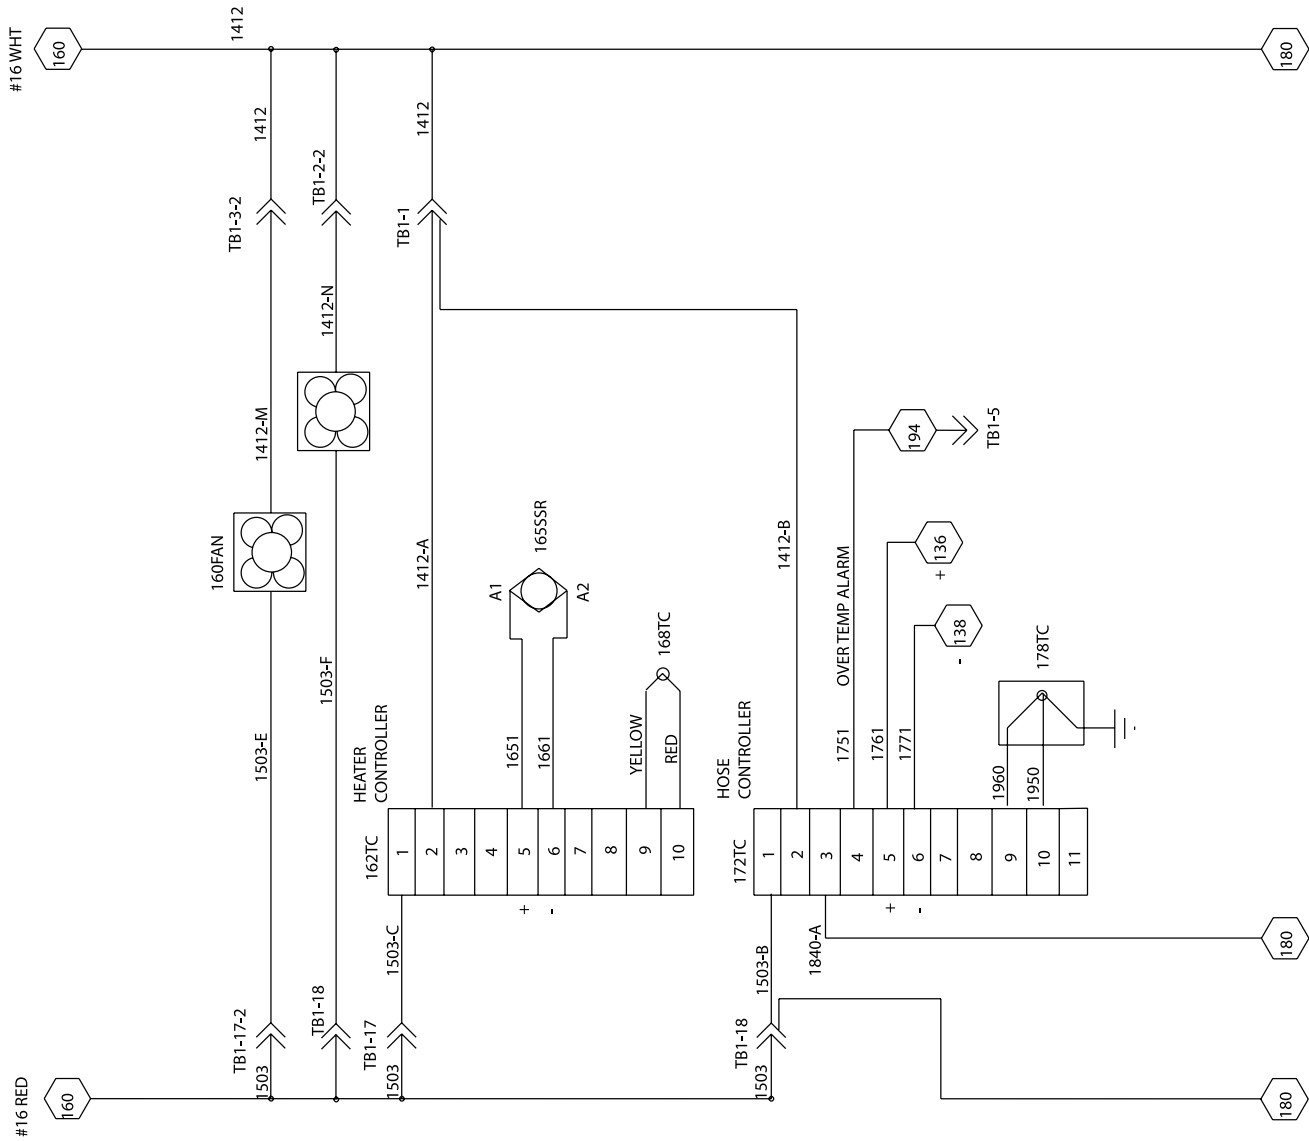 #16 RED
160
1503
TB1-17-2
1503-E
160FAN
1412-M
TB1-3-2
1412
1412
160
#16 WHT
TB1-18
1503-F
1412-N
TB1-2-2
1503
TB1-17
1503-C
162TC
HEATER
CONTROLLER
1
2
3
4
5
6
7
8
9
10
+
-
1412-A
TB1-1
1412
1651
1661
A1
A2
165SSR
YELLOW
RED
168TC
1503
TB1-18
1503-B
1840-A
172TC
HOSE
CONTROLLER
1
2
3
4
5
6
7
8
9
10
11
+
-
1412-B
1751
OVER TEMP ALARM
194
TB1-5
1761
136
+
1771
138
-
1960
1950
178TC
180
180
180